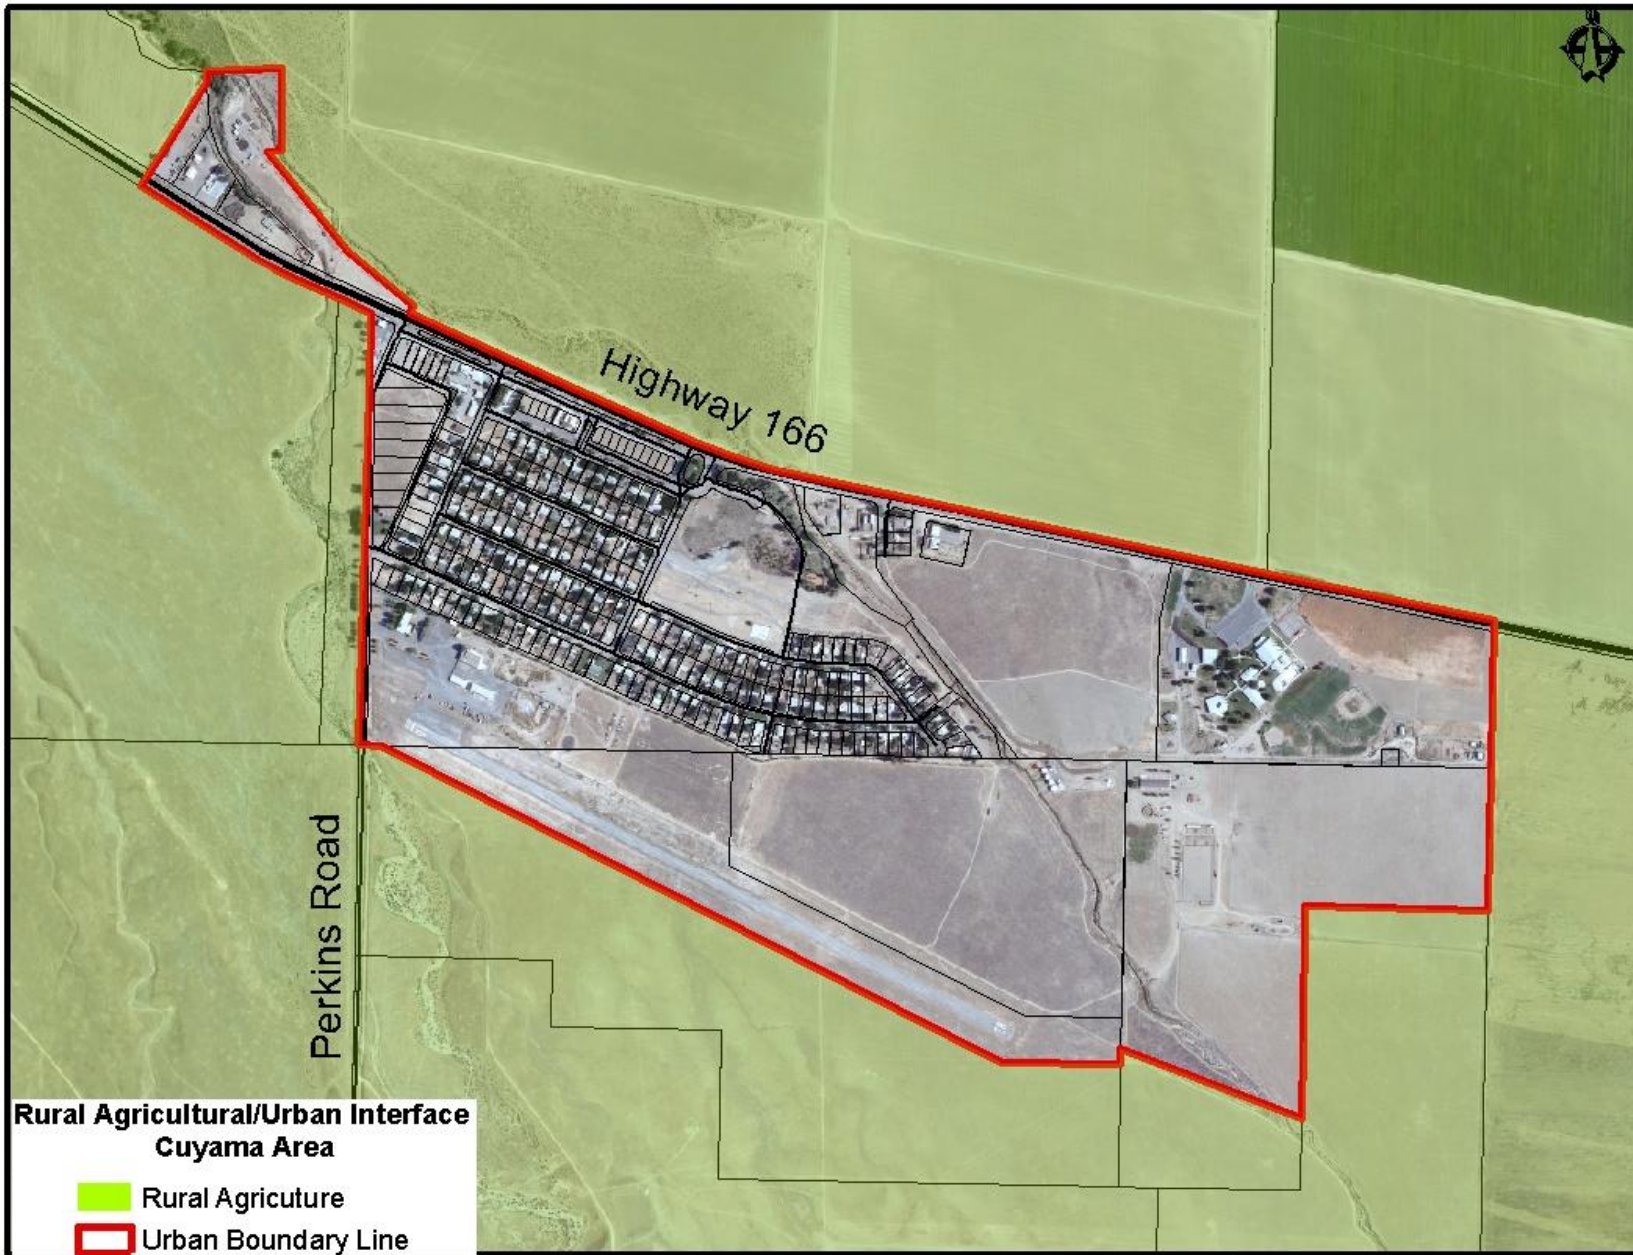 Highway 166
Perkins Road
Rural Agricultural/Urban Interface
Cuyama Area
Rural Agricuture
Urban Boundary Line